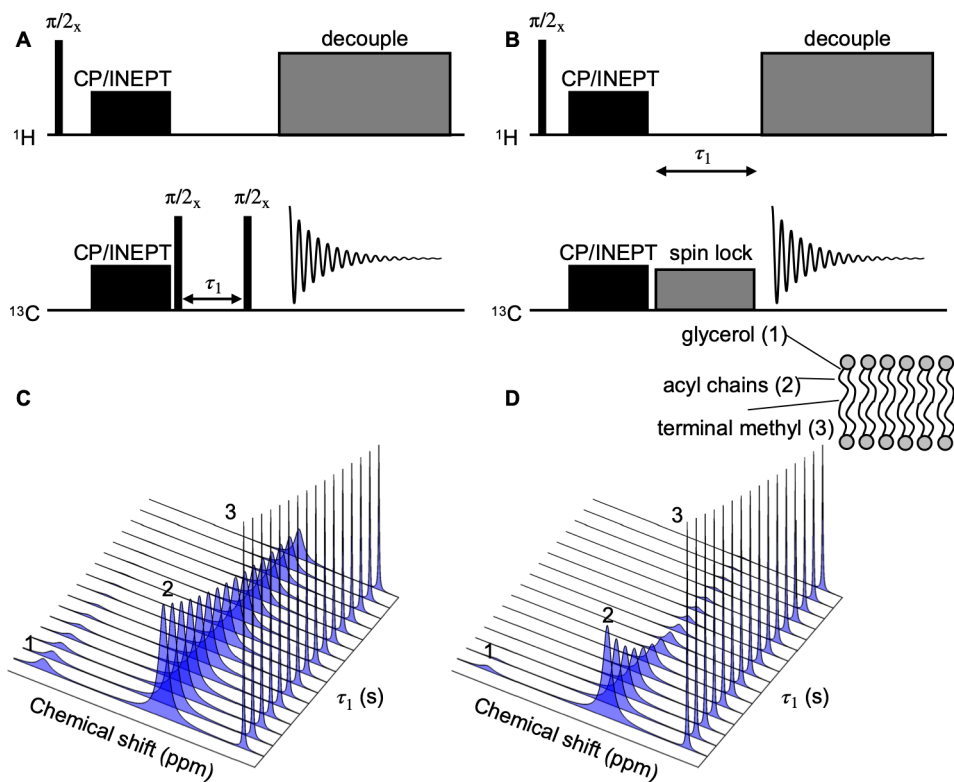 A
π/2ₓ
CP/INEPT
decouple
¹H
π/2ₓ
π/2ₓ
CP/INEPT
τ₁
¹³C
B
π/2ₓ
CP/INEPT
decouple
¹H
τ₁
CP/INEPT
spin lock
¹³C
glycerol (1)
acyl chains (2)
terminal methyl (3)
C
1
2
3
Chemical shift (ppm)
τ₁ (s)
D
1
2
3
Chemical shift (ppm)
τ₁ (s)